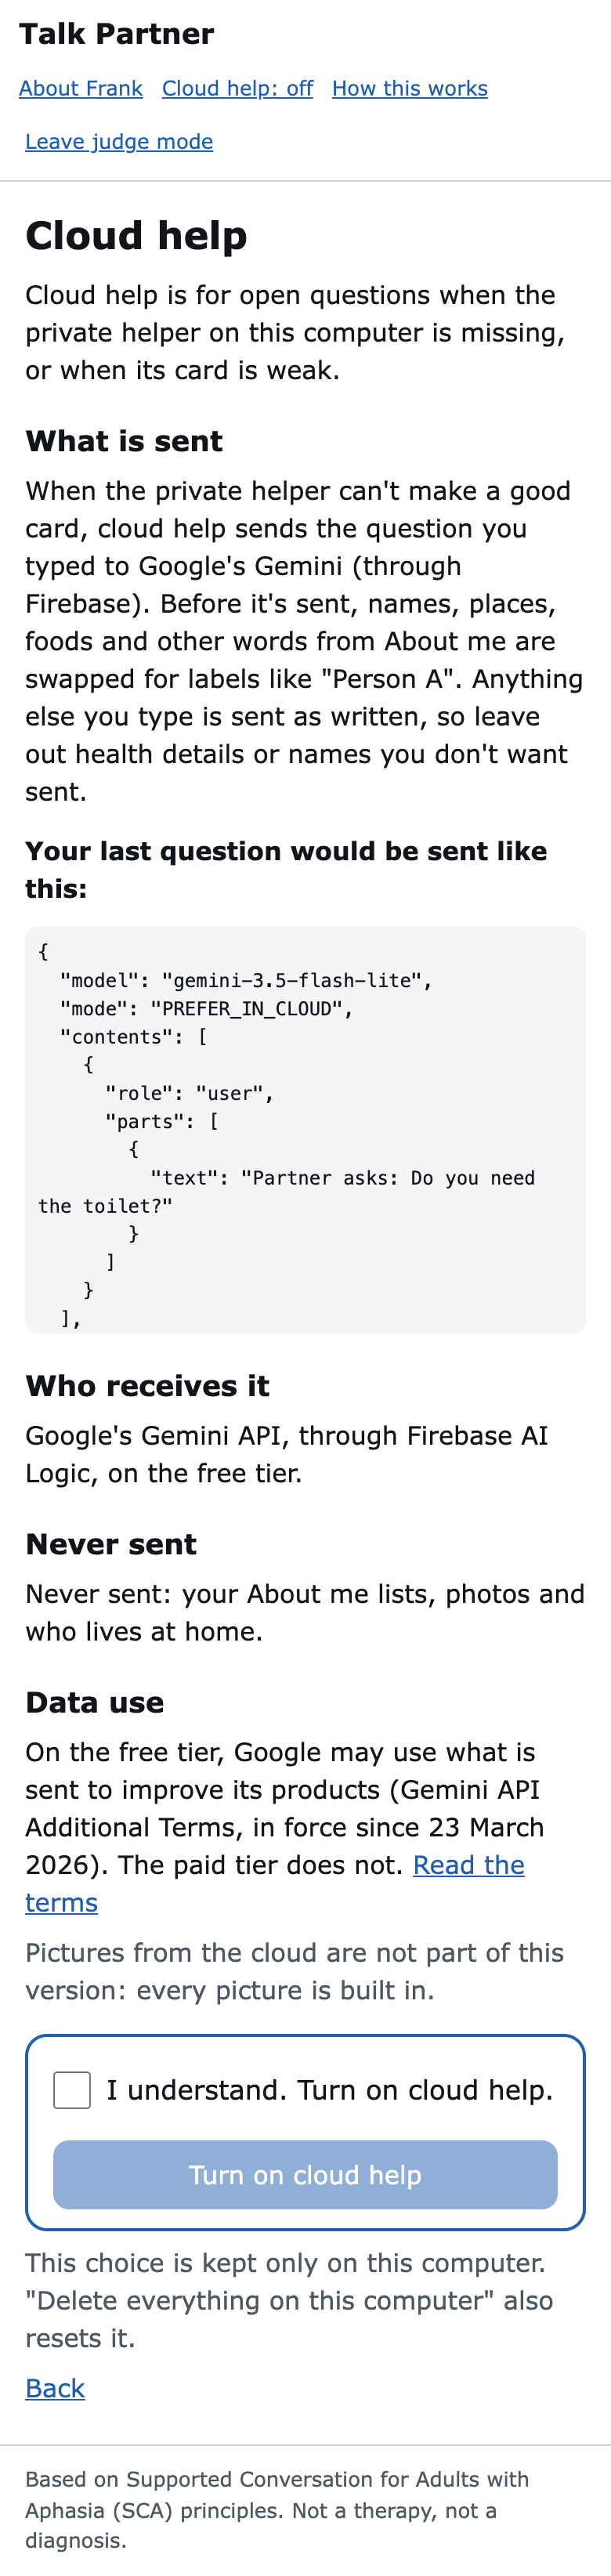 Talk Partner
About Frank Cloud help: off How this works
Leave judge mode
Cloud help
Cloud help is for open questions when the
private helper on this computer is missing,
or when its card is weak.
What is sent
When the private helper can't make a good
card, cloud help sends the question you
typed to Google's Gemini (through
Firebase). Before it's sent, names, places,
foods and other words from About me are
swapped for labels like "Person A". Anything
else you type is sent as written, so leave
out health details or names you don't want
sent.
Your last question would be sent like
this:
{
"model": "gemini-3.5-flash-lite",
"mode": "PREFER_IN_CLOUD",
"contents": [
{
"role": "user",
"parts": [
{
"text": "Partner asks: Do you need
the toilet?"
}
]
}
],
Who receives it
Google's Gemini API, through Firebase AI
Logic, on the free tier.
Never sent
Never sent: your About me lists, photos and
who lives at home.
Data use
On the free tier, Google may use what is
sent to improve its products (Gemini API
Additional Terms, in force since 23 March
2026). The paid tier does not. Read the
terms
Pictures from the cloud are not part of this
version: every picture is built in.
I understand. Turn on cloud help.
Turn on cloud help
This choice is kept only on this computer.
"Delete everything on this computer" also
resets it.
Back
Based on Supported Conversation for Adults with
Aphasia (SCA) principles. Not a therapy, not a
diagnosis.